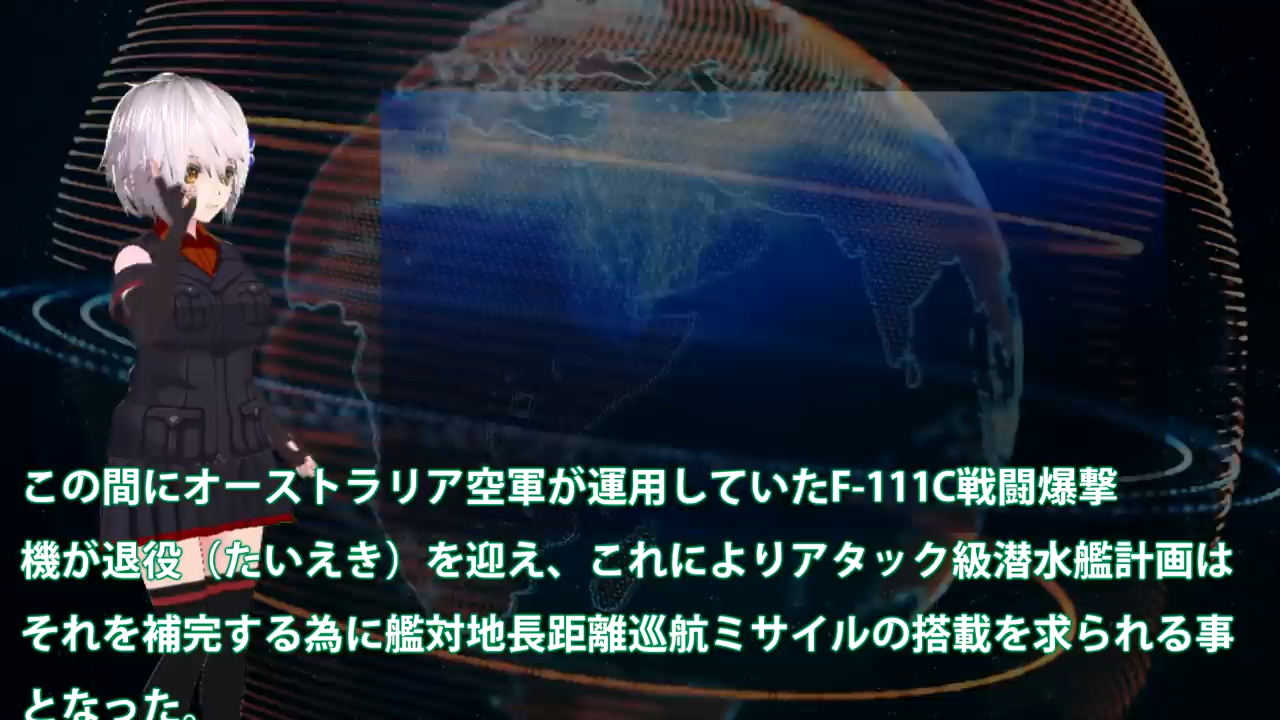 この間にオーストラリア空軍が運用していたF-111C戦闘爆撃
機が退役（たいえき）を迎え、これによりアタック級潜水艦計画は
それを補完する為に艦対地長距離巡航ミサイルの搭載を求られる事
となった。